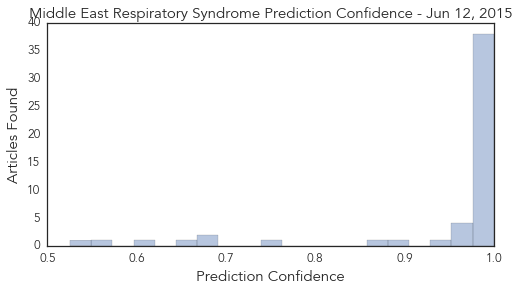 Middle East Respiratory Syndrome Prediction Confidence - Jun 12, 2015
40
35
30
25
20
15
10
5
0
Articles Found
0.5 0.6 0.7 0.8 0.9 1.0
Prediction Confidence